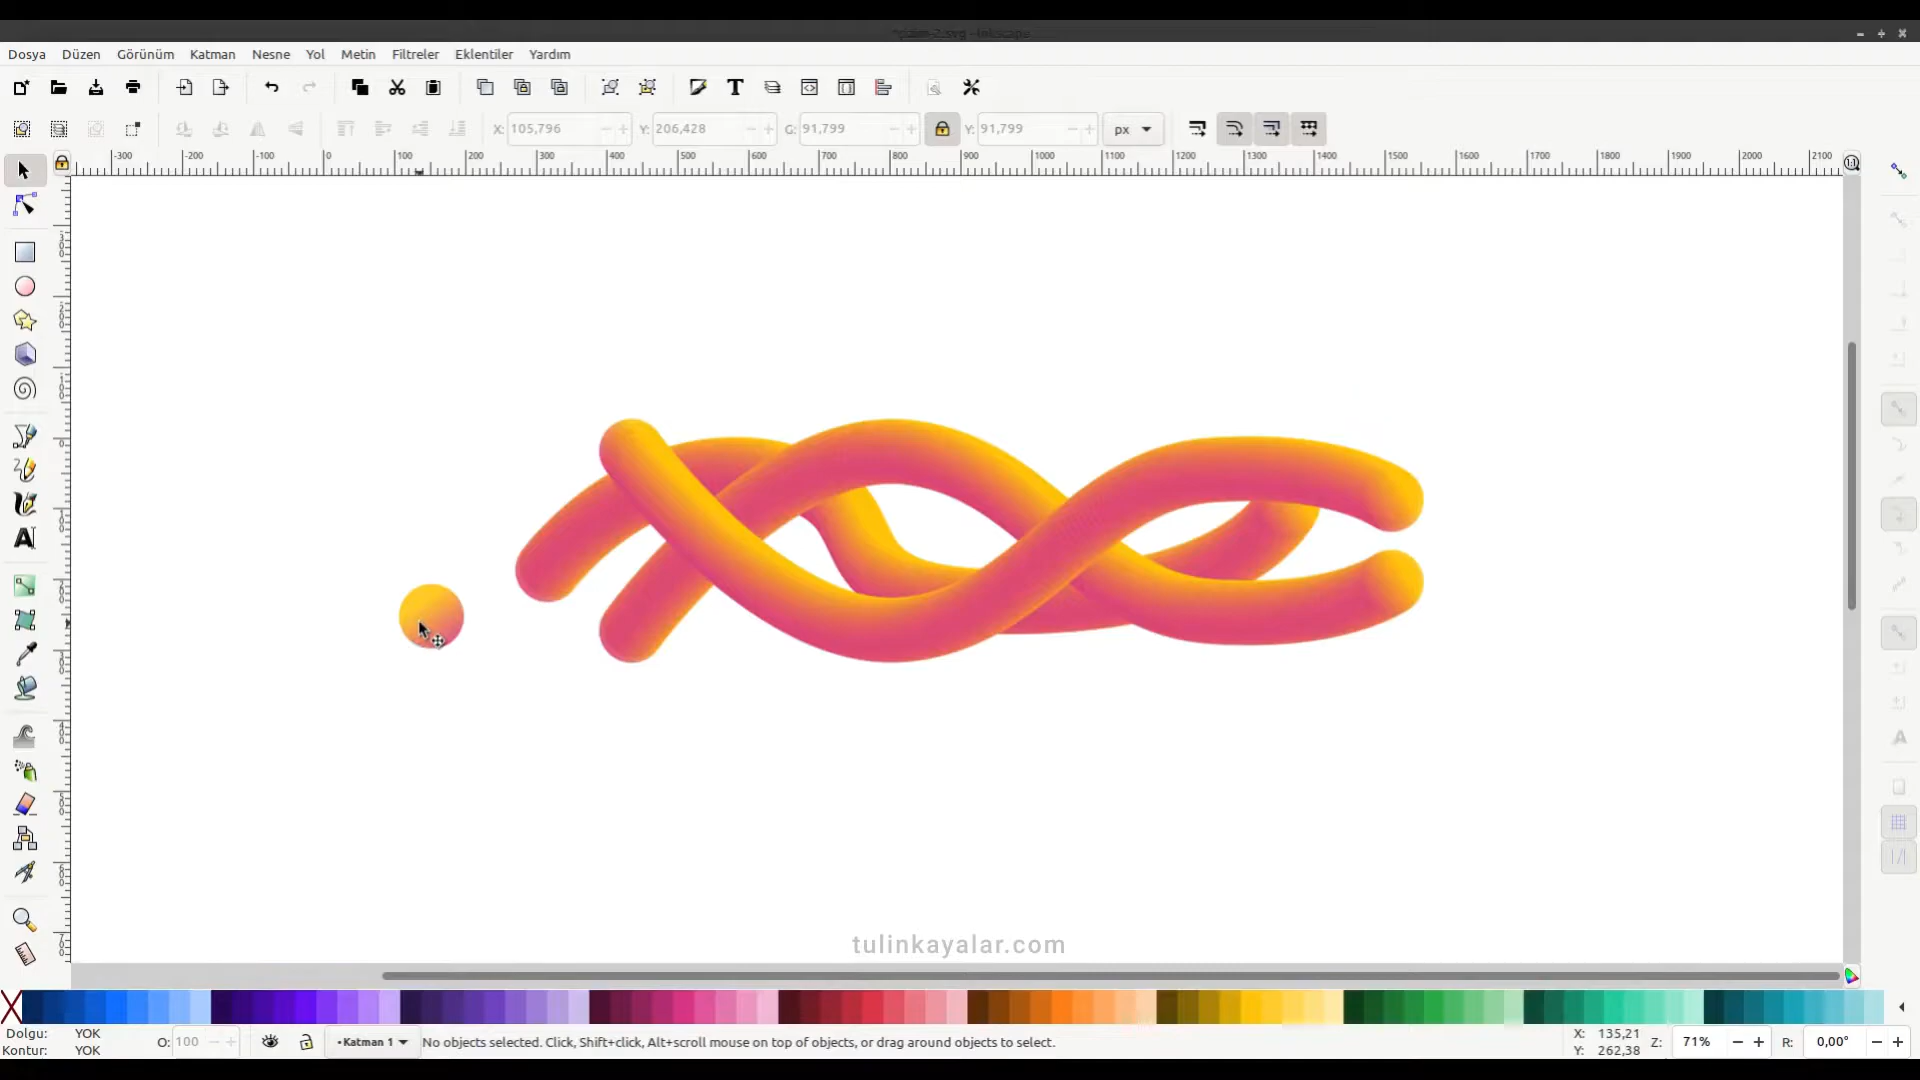 *çizim-2.svg - Inkscape
Dosya Düzen Görünüm Katman Nesne Yol Metin Filtreler Eklentiler Yardım
X: 105,796 Y: 206,428 G: 91,799 Y: 91,799 px
-300 -200 -100 0 100 200 300 400 500 600 700 800 900 1000 1100 1200 1300 1400 1500 1600 1700 1800 1900 2000 2100
tulinkayalar.com
Dolgu: YOK
Kontur: YOK
O: 100
•Katman 1
No objects selected. Click, Shift+click, Alt+scroll mouse on top of objects, or drag around objects to select.
X: 135,21
Y: 262,38
Z: 71%
R: 0,00°